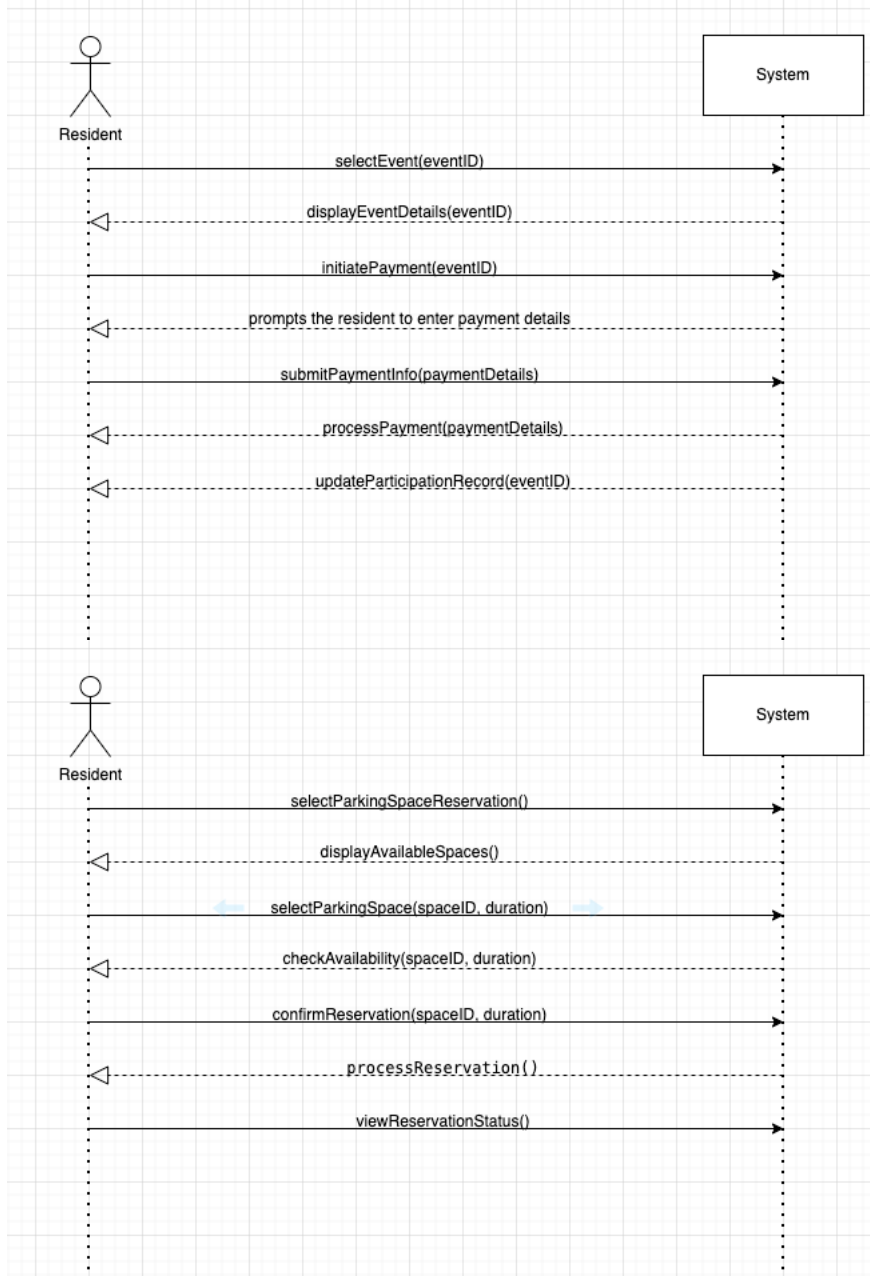 System
Resident
selectEvent(eventID)
displayEventDetails(eventID)
initiatePayment(eventID)
prompts the resident to enter payment details
submitPaymentInfo(paymentDetails)
processPayment(paymentDetails)
updateParticipationRecord(eventID)
System
Resident
selectParkingSpaceReservation()
displayAvailableSpaces()
selectParkingSpace(spaceID, duration)
checkAvailability(spaceID, duration)
confirmReservation(spaceID, duration)
processReservation()
viewReservationStatus()